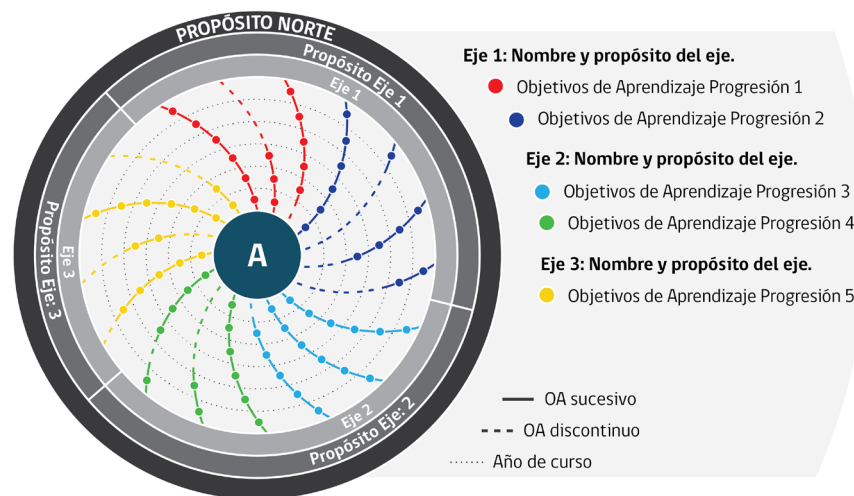 PROPÓSITO NORTE
Propósito Eje 1
Eje 1
Propósito Eje: 3
Eje 3
A
Eje 2
Propósito Eje: 2
Eje 1: Nombre y propósito del eje.
Objetivos de Aprendizaje Progresión 1
Objetivos de Aprendizaje Progresión 2
Eje 2: Nombre y propósito del eje.
Objetivos de Aprendizaje Progresión 3
Objetivos de Aprendizaje Progresión 4
Eje 3: Nombre y propósito del eje.
Objetivos de Aprendizaje Progresión 5
OA sucesivo
OA discontinuo
Año de curso